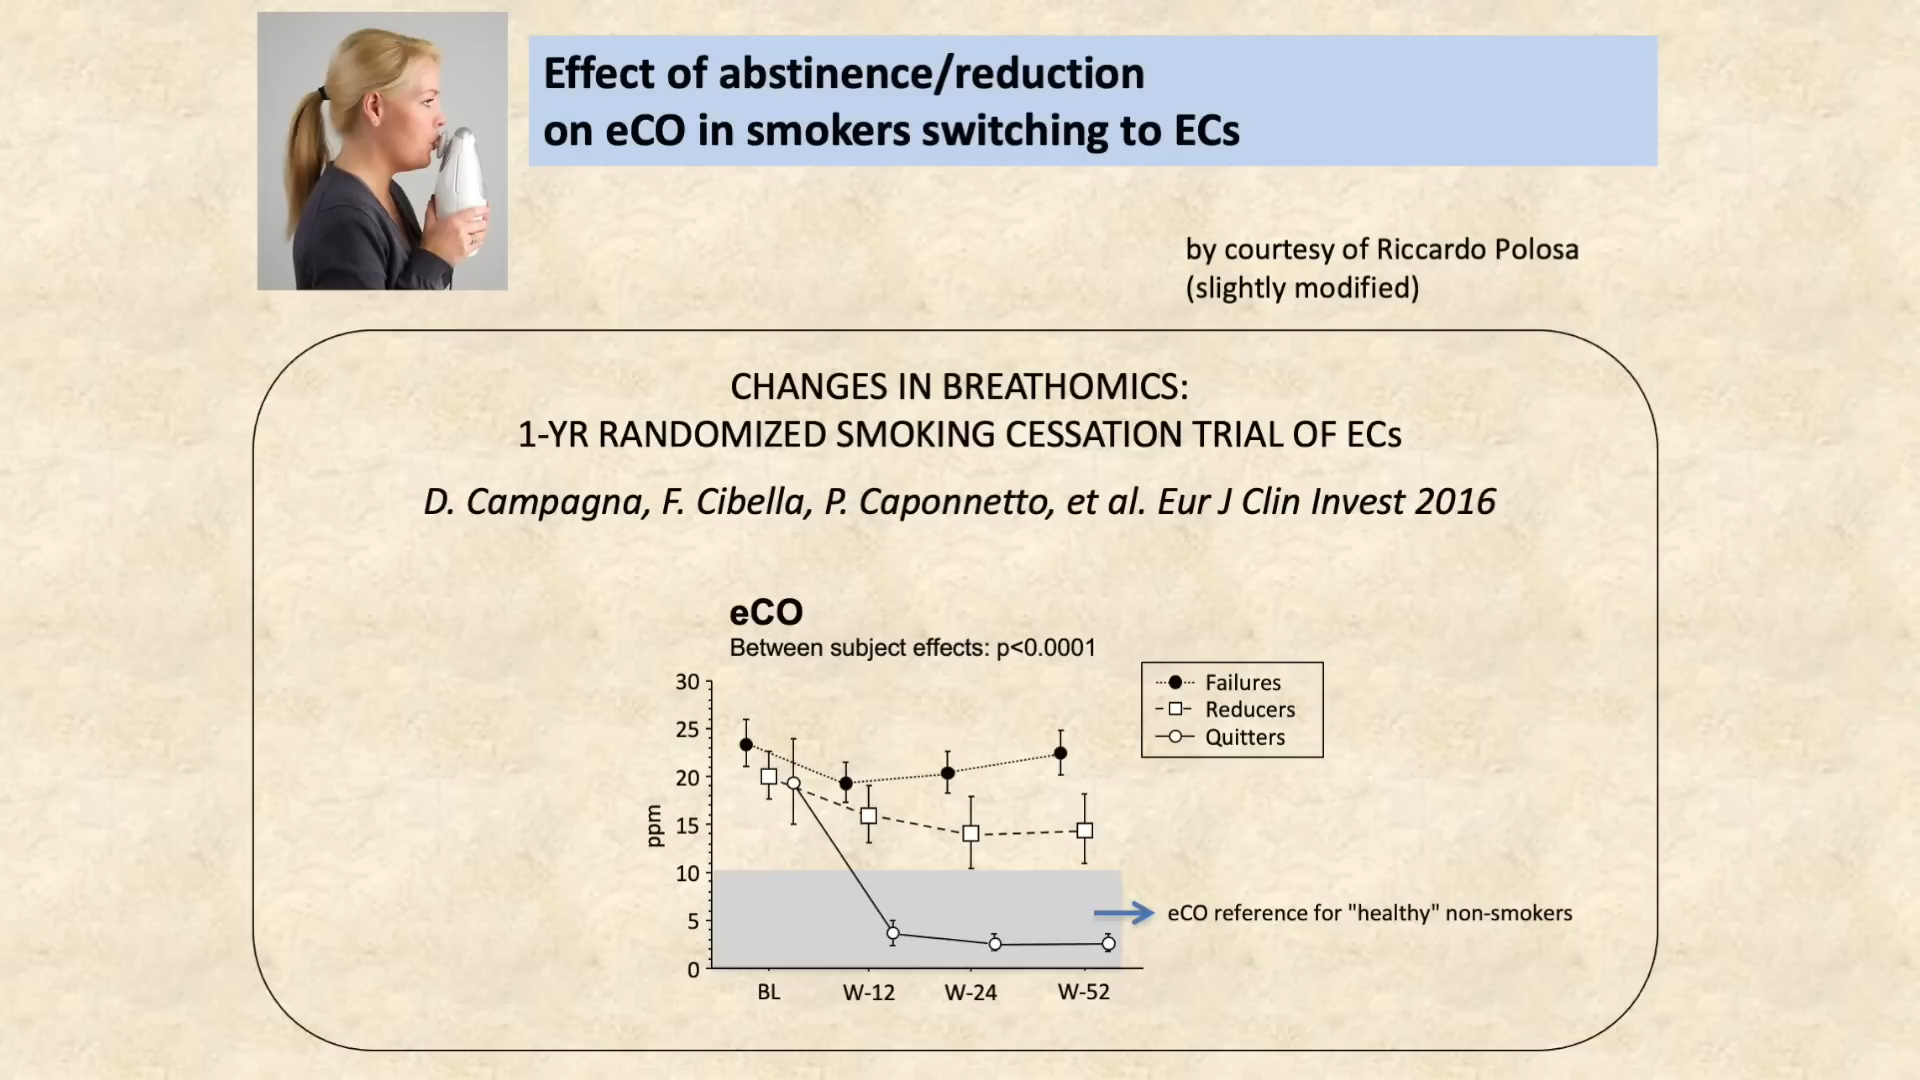 Effect of abstinence/reduction
on eCO in smokers switching to ECs
by courtesy of Riccardo Polosa
(slightly modified)
CHANGES IN BREATHOMICS:
1-YR RANDOMIZED SMOKING CESSATION TRIAL OF ECs
D. Campagna, F. Cibella, P. Caponnetto, et al. Eur J Clin Invest 2016
eCO
Between subject effects: p<0.0001
Failures
Reducers
Quitters
ppm
30
25
20
15
10
5
0
eCO reference for "healthy" non-smokers
BL W-12 W-24 W-52